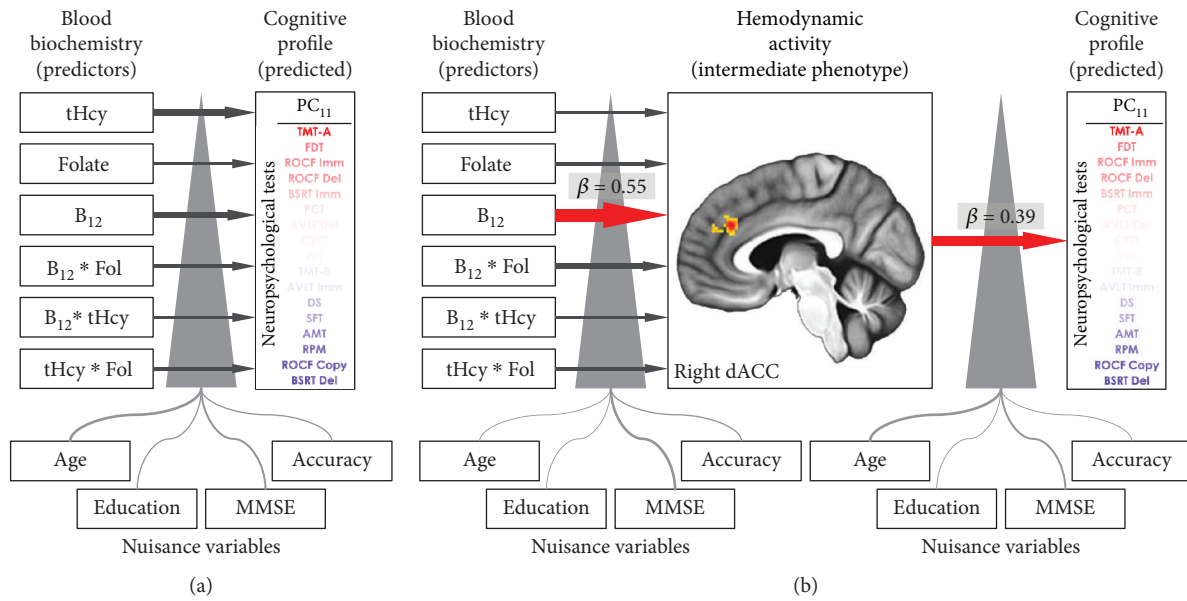 Blood
biochemistry
(predictors)
Cognitive
profile
(predicted)
tHcy
Folate
B12
B12 * Fol
B12* tHcy
tHcy * Fol
Neuropsychological tests
PC11
TMT-A
FDT
ROCF Imm
ROCF Del
BSRT Imm
PCT
AVLT Del
TMT-B
AVLT Imm
DS
SFT
AMT
RPM
ROCF Copy
BSRT Del
Age
Accuracy
Education
MMSE
Nuisance variables
(a)
Blood
biochemistry
(predictors)
Hemodynamic
activity
(intermediate phenotype)
Cognitive
profile
(predicted)
tHcy
Folate
B12
B12 * Fol
B12 * tHcy
tHcy * Fol
β = 0.55
Right dACC
β = 0.39
Neuropsychological tests
PC11
TMT-A
FDT
ROCF Imm
ROCF Del
BSRT Imm
PCT
AVLT Del
TMT-B
AVLT Imm
DS
SFT
AMT
RPM
ROCF Copy
BSRT Del
Age
Accuracy
Education
MMSE
Nuisance variables
Age
Accuracy
Education
MMSE
Nuisance variables
(b)